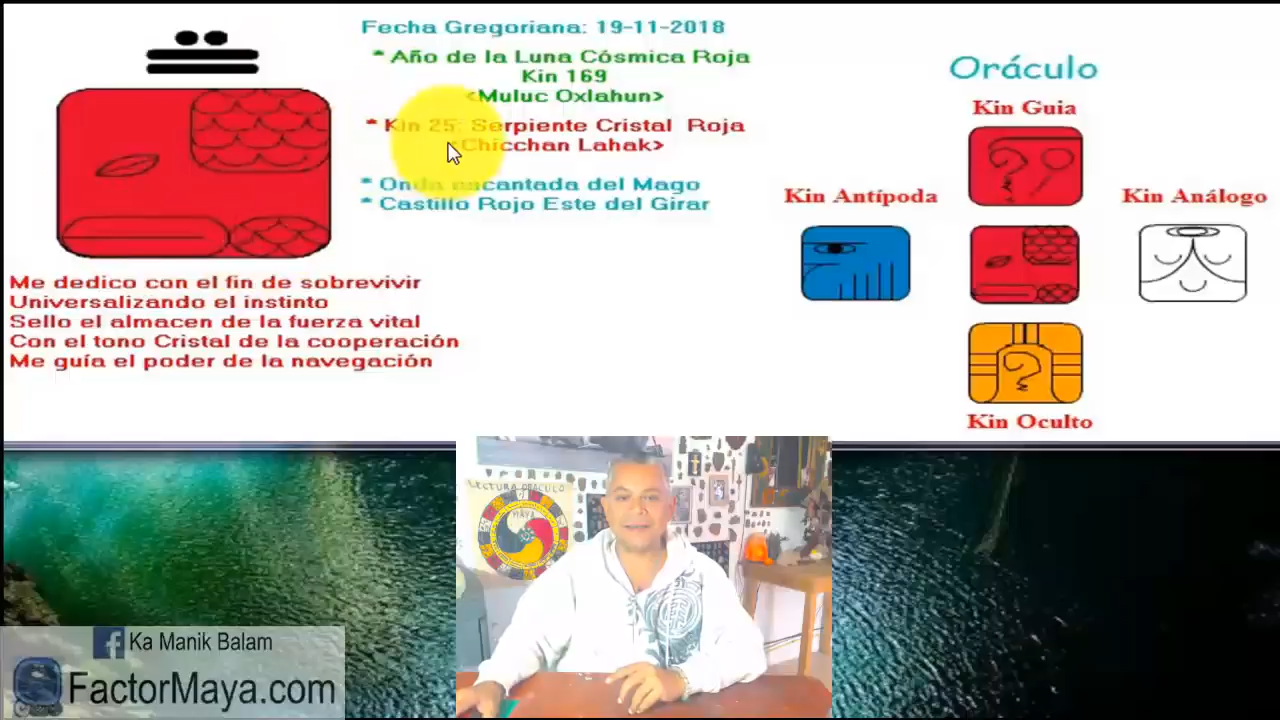 Fecha Gregoriana: 19-11-2018
* Año de la Luna Cósmica Roja
Kin 169
<Muluc Oxlahun>
* Kin 25: Serpiente Cristal Roja
<Chicchan Lahak>
* Onda encantada del Mago
* Castillo Rojo Este del Girar
Me dedico con el fin de sobrevivir
Universalizando el instinto
Sello el almacen de la fuerza vital
Con el tono Cristal de la cooperación
Me guía el poder de la navegación
Oráculo
Kin Guia
Kin Antípoda
Kin Análogo
Kin Oculto
LECTURA ORACULO
MAYA
Ka Manik Balam
FactorMaya.com